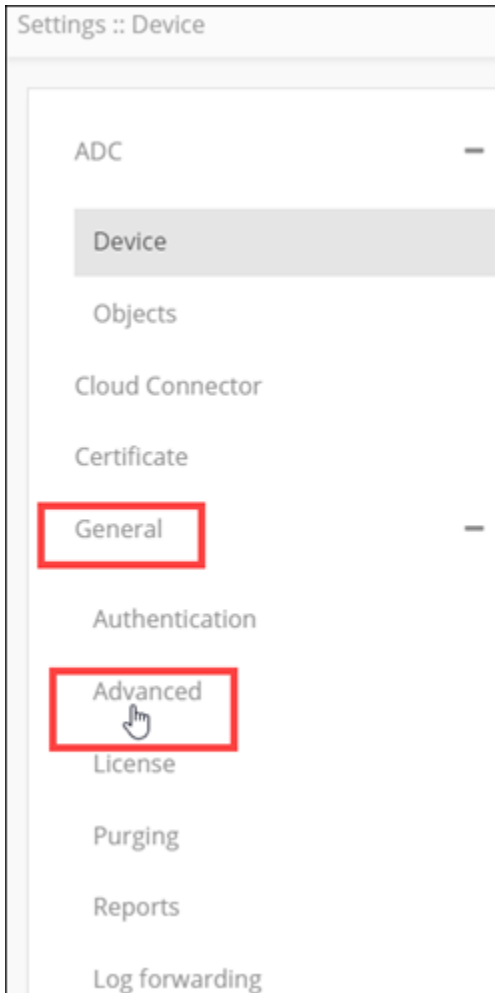 Settings :: Device
ADC
Device
Objects
Cloud Connector
Certificate
General
Authentication
Advanced
License
Purging
Reports
Log forwarding